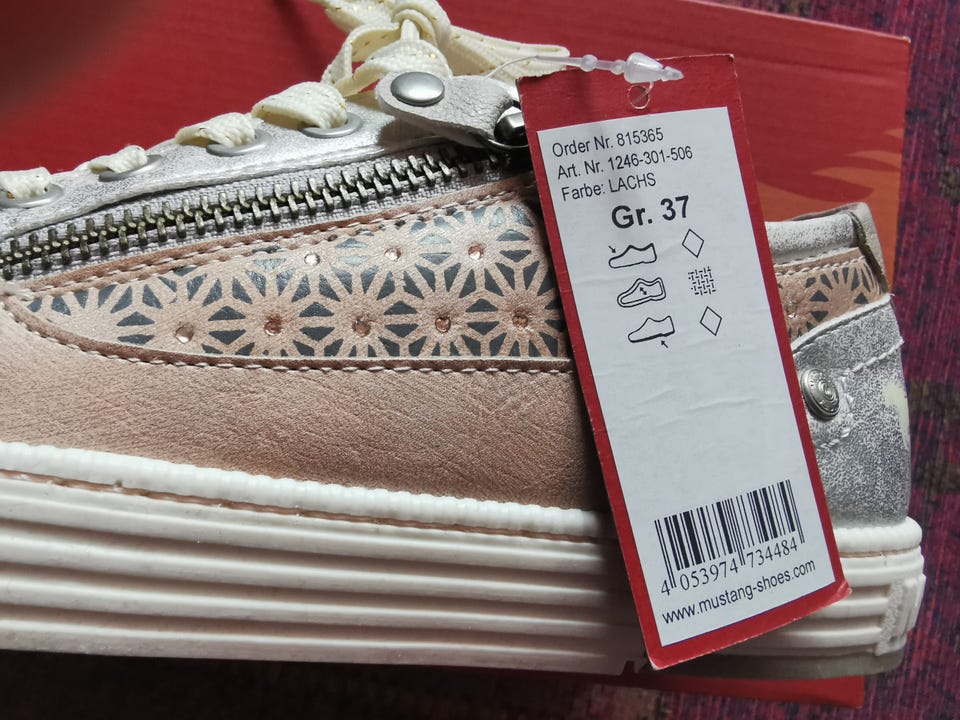 Order Nr. 815365
Art. Nr. 1246-301-506
Farbe: LACHS
Gr. 37
4 053974 734484
www.mustang-shoes.com